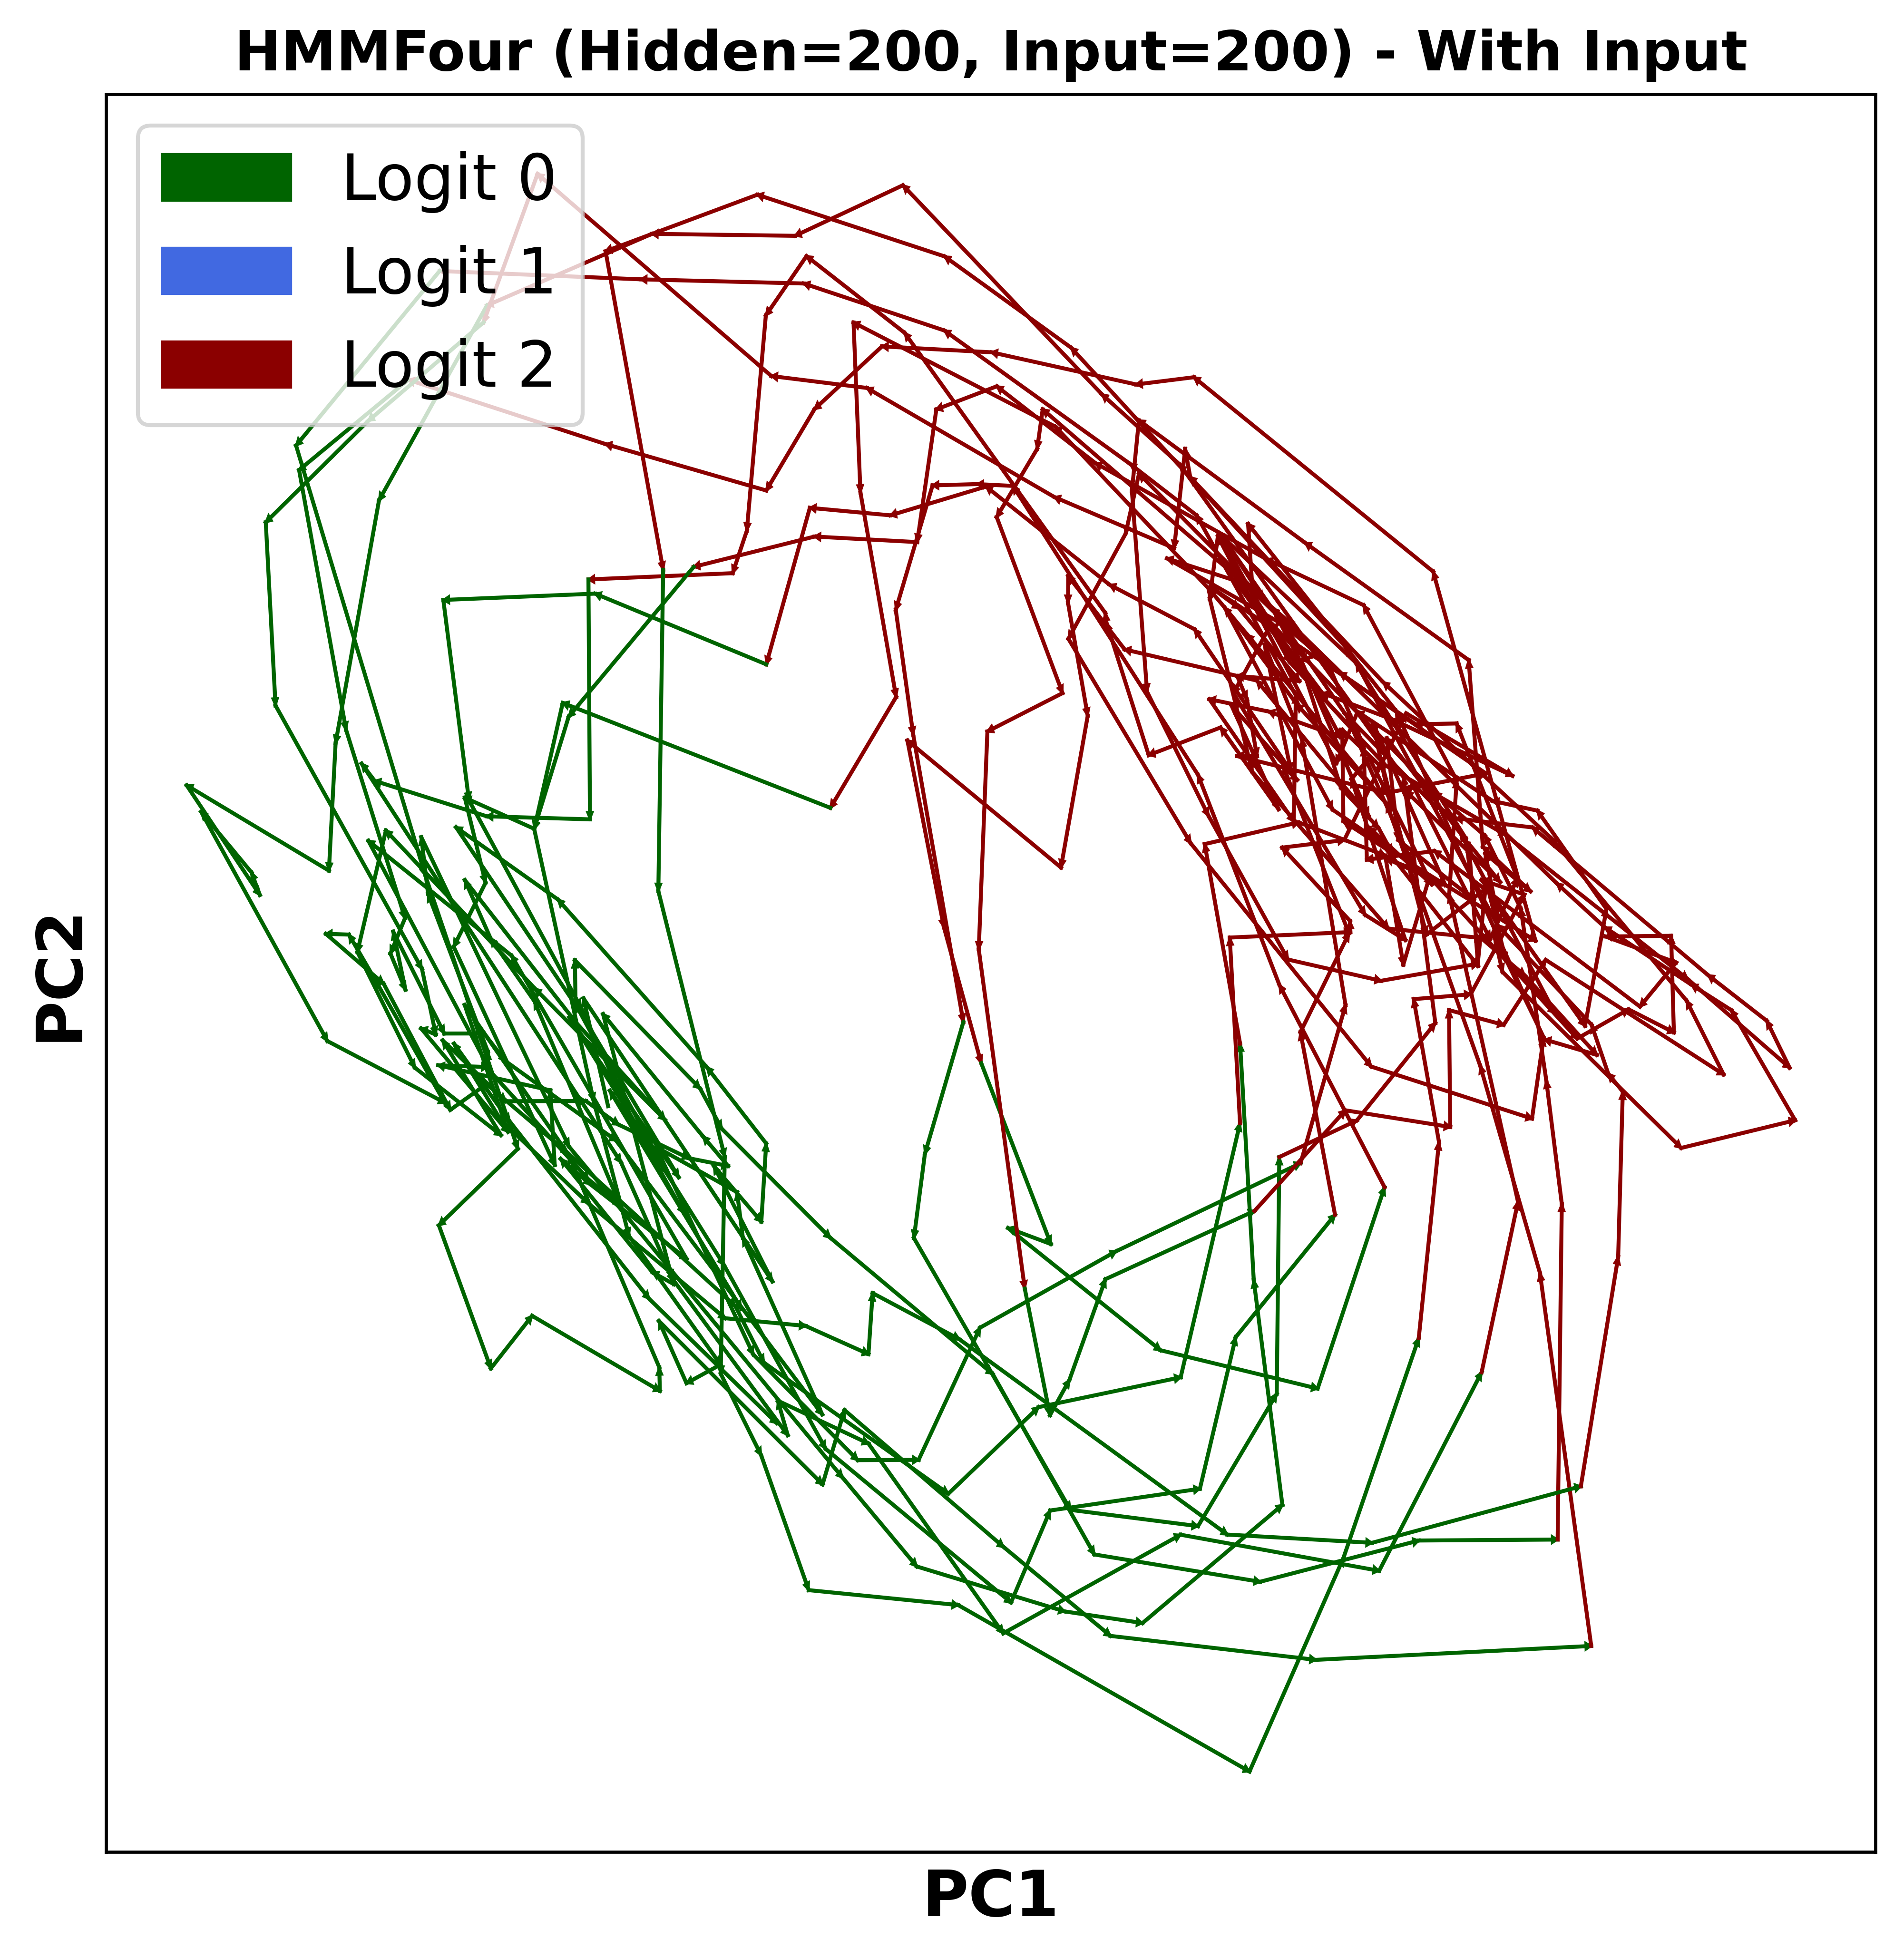 HMMFour (Hidden=200, Input=200) - With Input
Logit 0
Logit 1
Logit 2
PC2
PC1